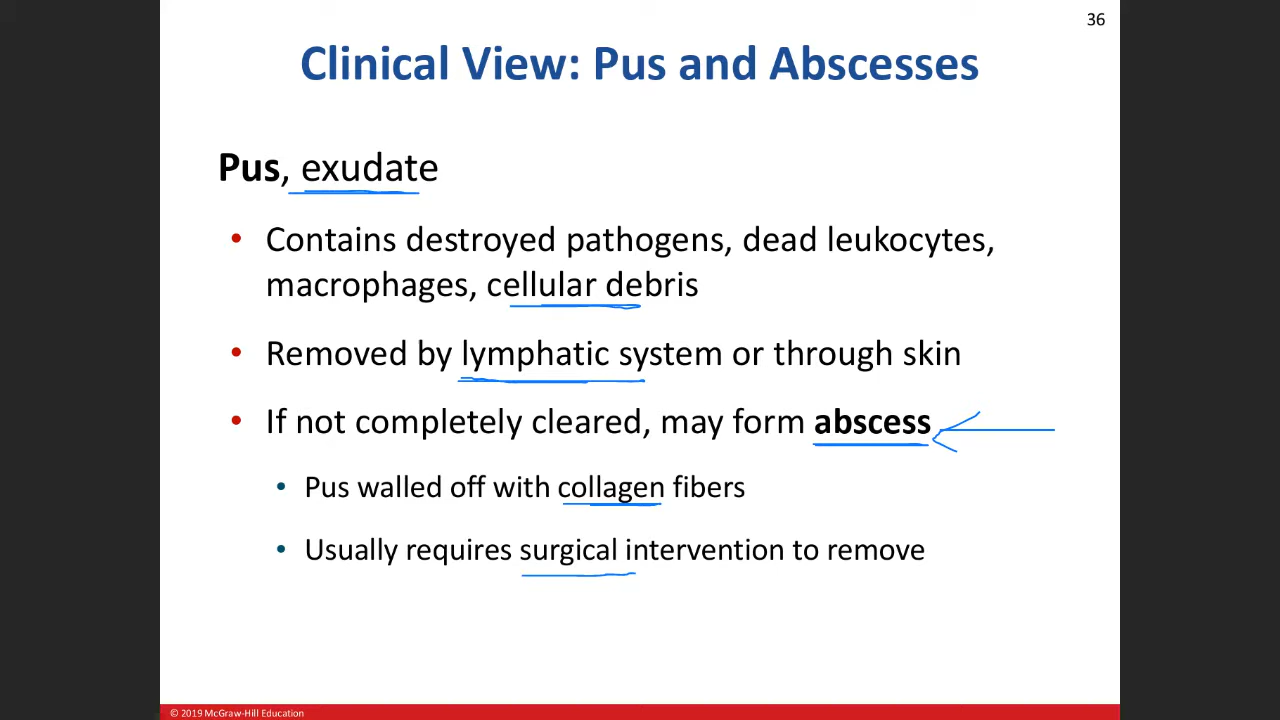 36
Clinical View: Pus and Abscesses
Pus, exudate
• Contains destroyed pathogens, dead leukocytes,
macrophages, cellular debris
• Removed by lymphatic system or through skin
• If not completely cleared, may form abscess
• Pus walled off with collagen fibers
• Usually requires surgical intervention to remove
© 2019 McGraw-Hill Education